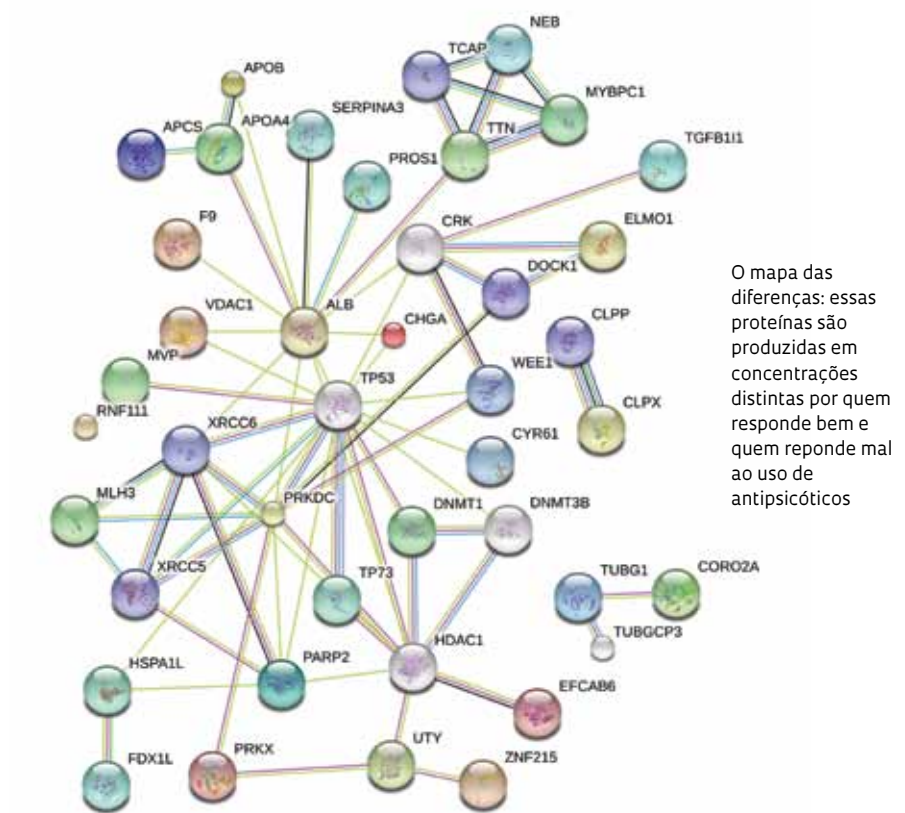 NEB
TCAP
APOB
MYBPC1
SERPINA3
APCS
APOA4
TTN
TGFB1I1
PROS1
F9
CRK
ELMO1
DOCK1
VDAC1
ALB
CHGA
CLPP
MVP
TP53
WEE1
CLPX
RNF111
XRCC6
CYR61
MLH3
PRKDC
DNMT1
DNMT3B
XRCC5
TP73
TUBG1
CORO2A
TUBGCP3
HDAC1
HSPA1L
PARP2
EFCAB6
UTY
FDX1L
PRKX
ZNF215
O mapa das
diferenças: essas
proteínas são
produzidas em
concentrações
distintas por quem
responde bem e
quem reponde mal
ao uso de
antipsicóticos